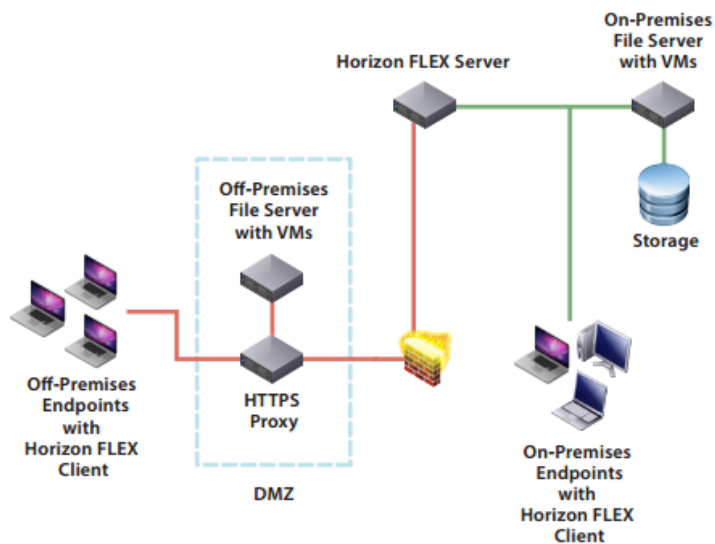 On-Premises
File Server
with VMs
Horizon FLEX Server
Off-Premises
File Server
with VMs
Storage
Off-Premises
Endpoints
with
Horizon FLEX
Client
HTTPS
Proxy
DMZ
On-Premises
Endpoints
with
Horizon FLEX
Client